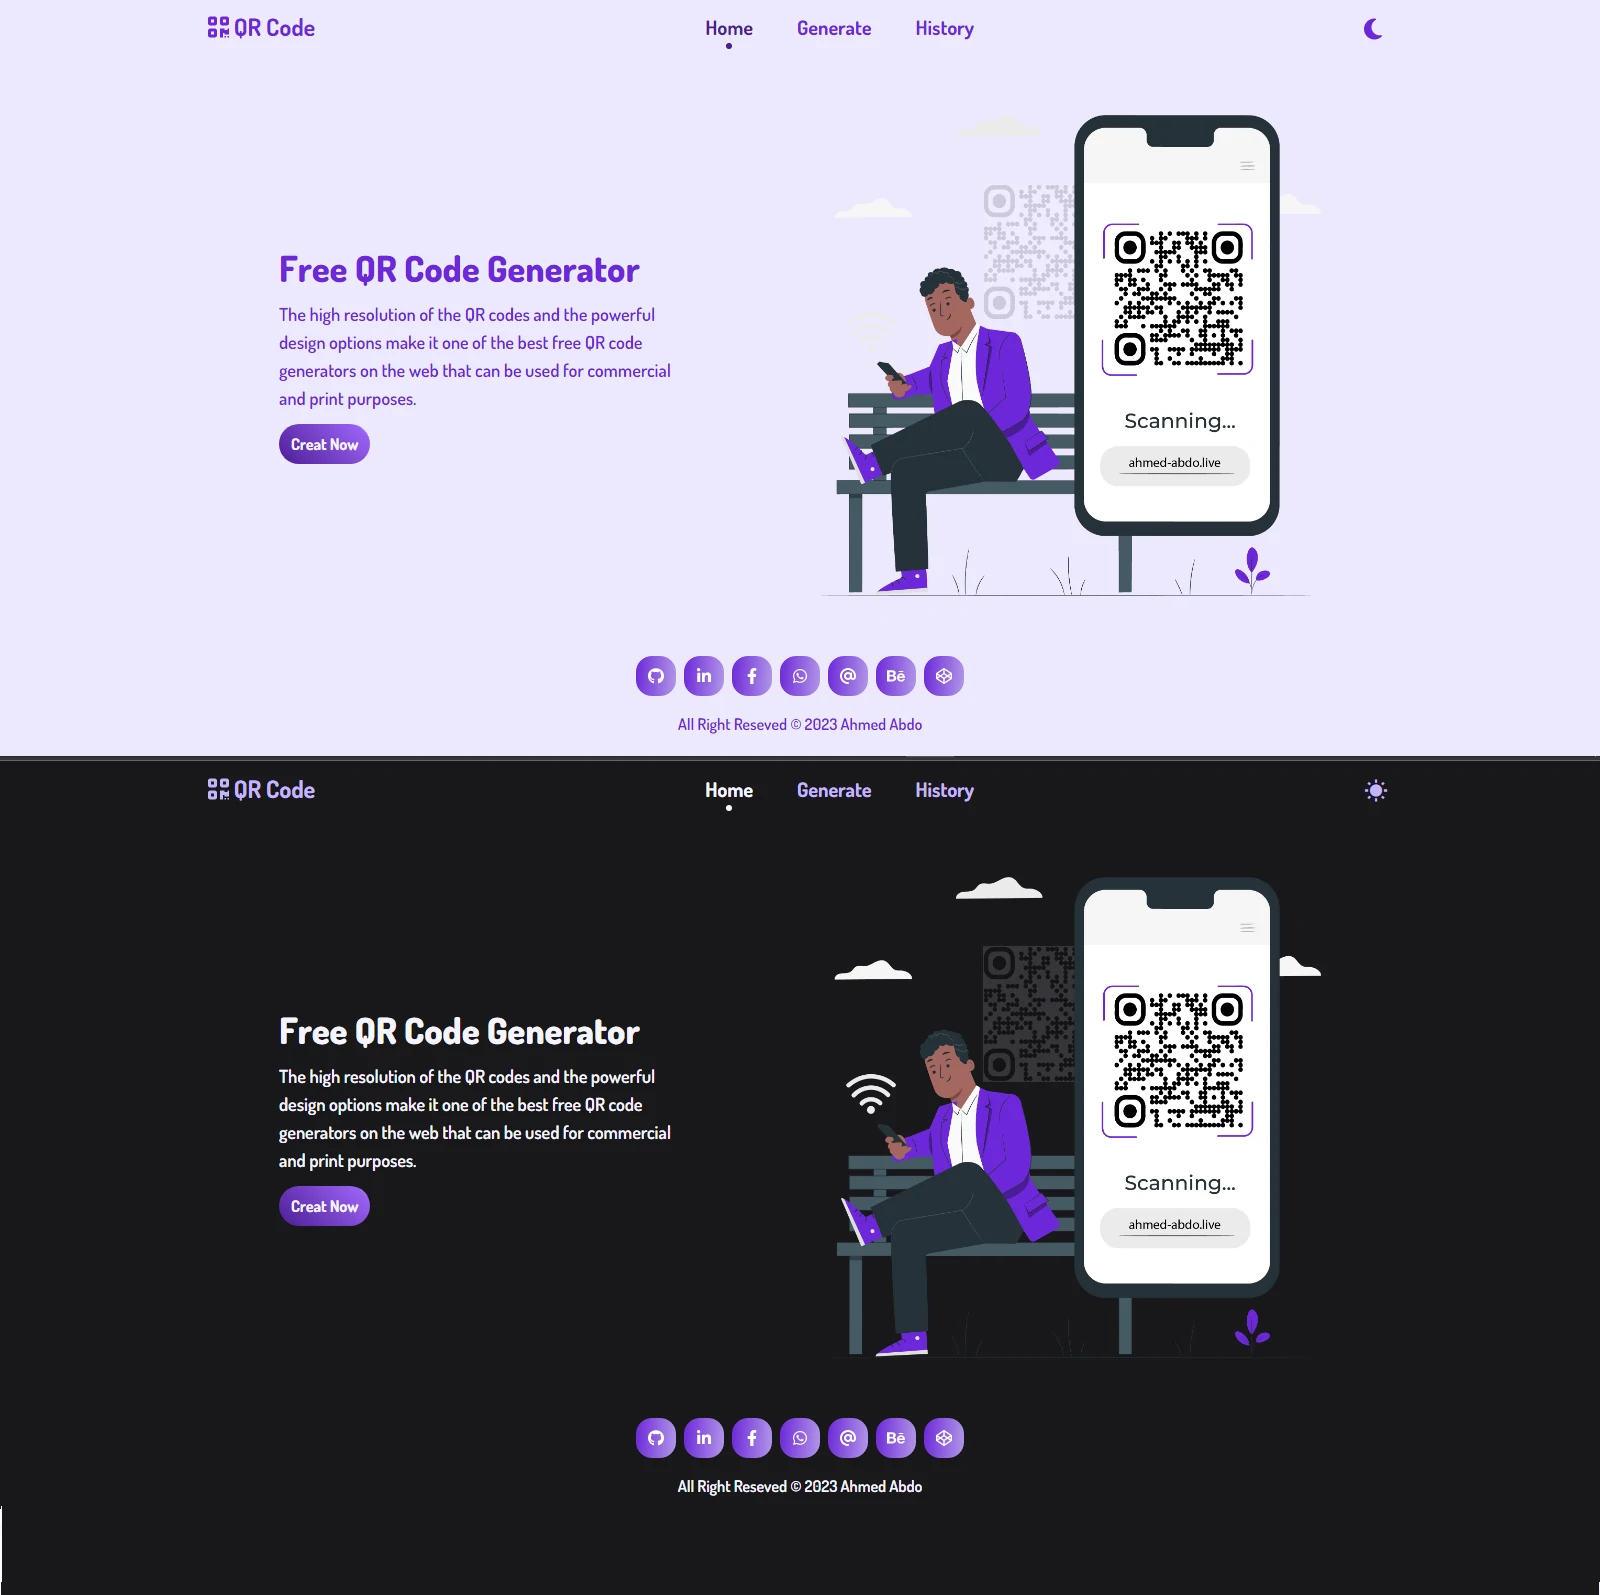 QR Code
Home
Generate
History
Free QR Code Generator
The high resolution of the QR codes and the powerful
design options make it one of the best free QR code
generators on the web that can be used for commercial
and print purposes.
Creat Now
Scanning...
ahmed-abdo.live
in
f
@
Bē
All Right Reseved © 2023 Ahmed Abdo
QR Code
Home
Generate
History
Free QR Code Generator
The high resolution of the QR codes and the powerful
design options make it one of the best free QR code
generators on the web that can be used for commercial
and print purposes.
Creat Now
Scanning...
ahmed-abdo.live
in
f
@
Bē
All Right Reseved © 2023 Ahmed Abdo